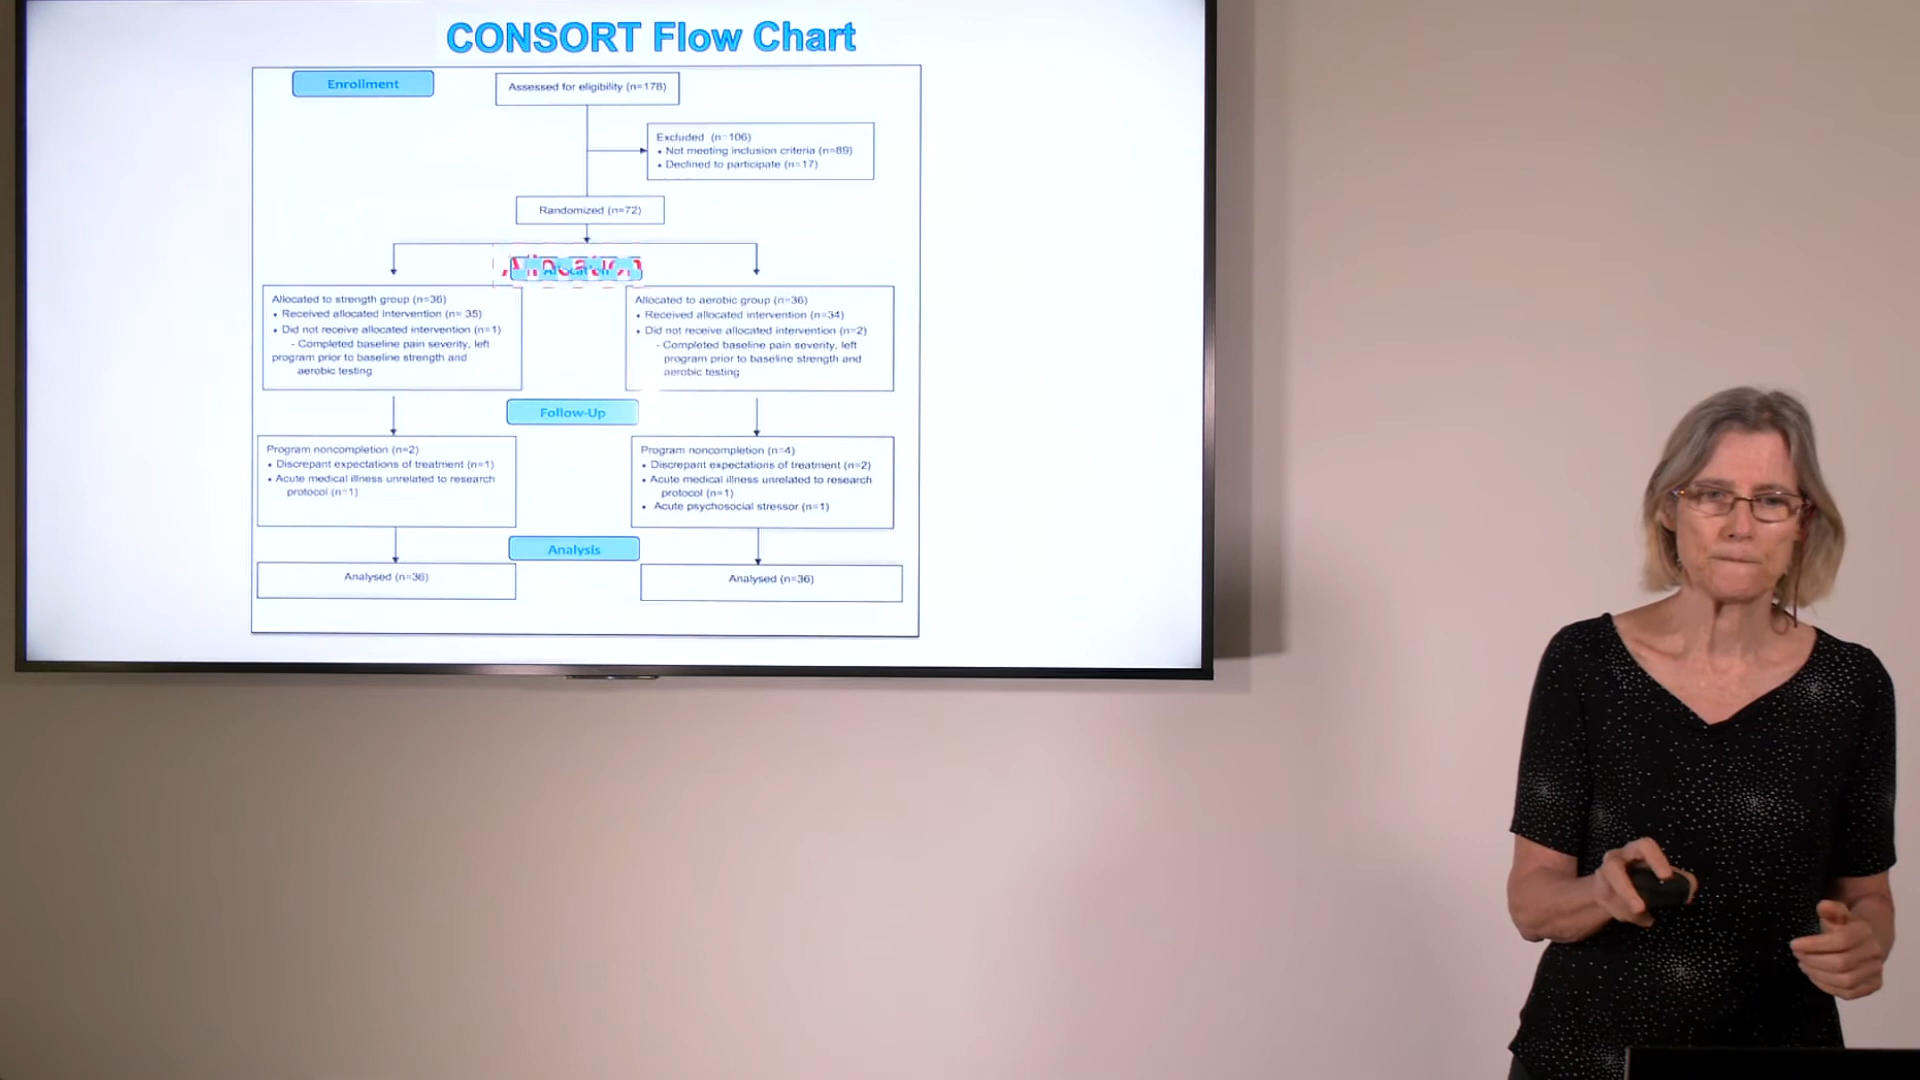 CONSORT Flow Chart
Enrollment
Assessed for eligibility (n=178)
Excluded (n=106)
• Not meeting inclusion criteria (n=89)
• Declined to participate (n=17)
Randomized (n=72)
Allocation
Allocated to strength group (n=36)
• Received allocated intervention (n= 35)
• Did not receive allocated intervention (n=1)
- Completed baseline pain severity, left
program prior to baseline strength and
aerobic testing
Allocated to aerobic group (n=36)
• Received allocated intervention (n=34)
• Did not receive allocated intervention (n=2)
- Completed baseline pain severity, left
program prior to baseline strength and
aerobic testing
Follow-Up
Program noncompletion (n=2)
• Discrepant expectations of treatment (n=1)
• Acute medical illness unrelated to research
protocol (n=1)
Program noncompletion (n=4)
• Discrepant expectations of treatment (n=2)
• Acute medical illness unrelated to research
protocol (n=1)
• Acute psychosocial stressor (n=1)
Analysis
Analysed (n=36)
Analysed (n=36)